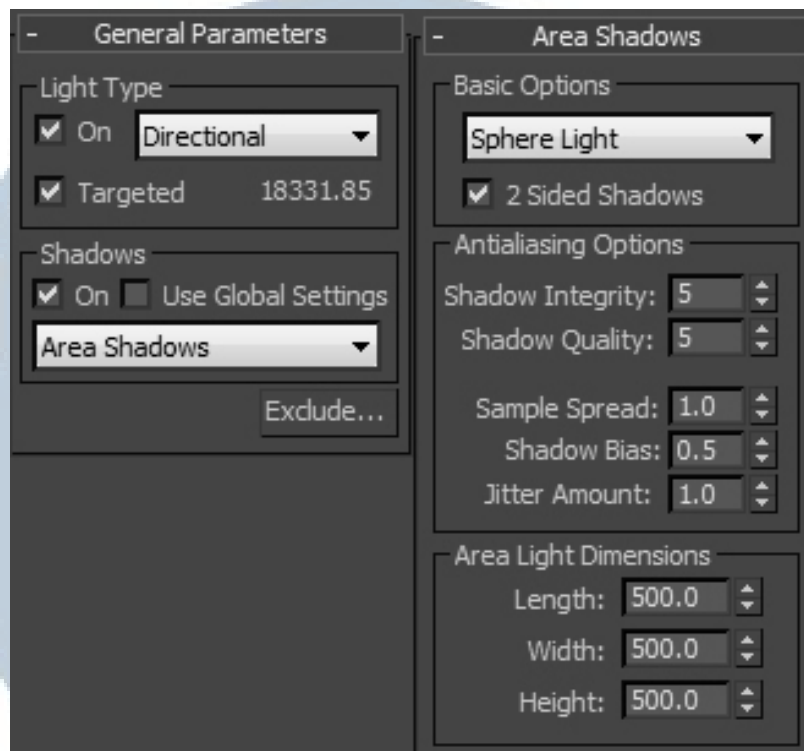 General Parameters
Light Type
On Directional
Targeted 18331.85
Shadows
On Use Global Settings
Area Shadows
Exclude...
Area Shadows
Basic Options
Sphere Light
2 Sided Shadows
Antialiasing Options
Shadow Integrity: 5
Shadow Quality: 5
Sample Spread: 1.0
Shadow Bias: 0.5
Jitter Amount: 1.0
Area Light Dimensions
Length: 500.0
Width: 500.0
Height: 500.0